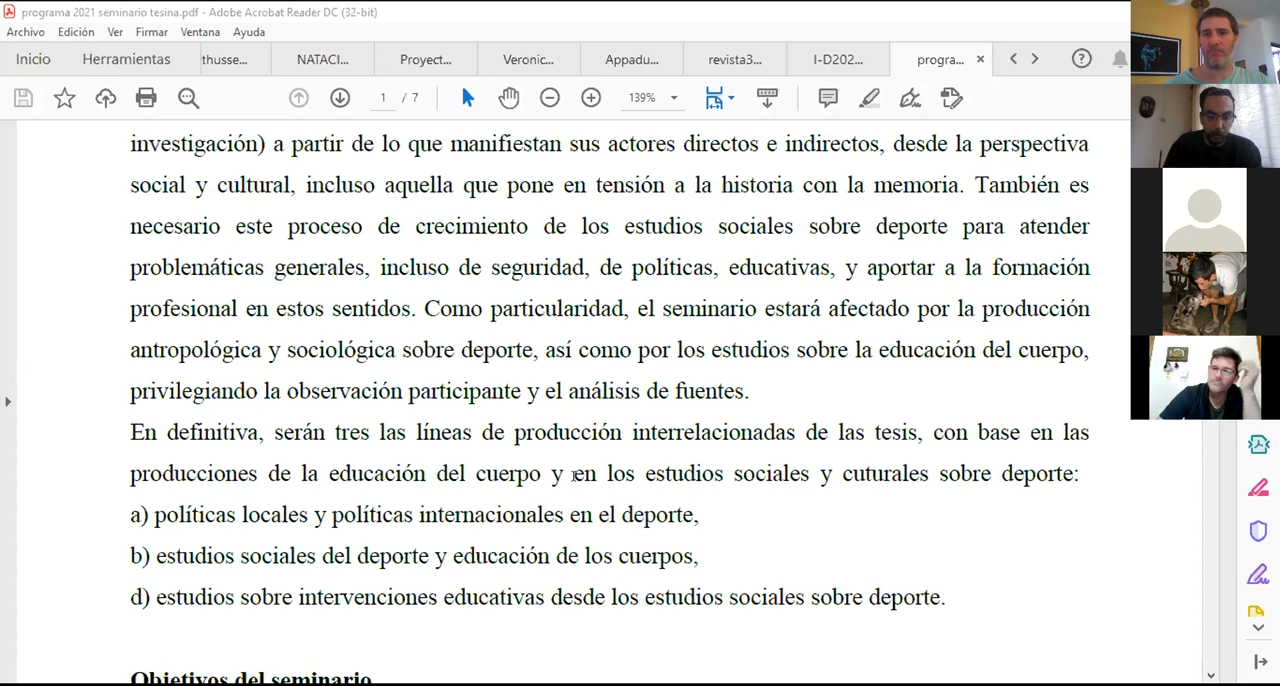 programa 2021 seminario tesina.pdf - Adobe Acrobat Reader DC (32-bit)
Archivo Edición Ver Firmar Ventana Ayuda
Inicio Herramientas thusse... NATACI... Proyect... Veronic... Appadu... revista3... I-D202... progra... ×
1 / 7 139%
investigación) a partir de lo que manifiestan sus actores directos e indirectos, desde la perspectiva
social y cultural, incluso aquella que pone en tensión a la historia con la memoria. También es
necesario este proceso de crecimiento de los estudios sociales sobre deporte para atender
problemáticas generales, incluso de seguridad, de políticas, educativas, y aportar a la formación
profesional en estos sentidos. Como particularidad, el seminario estará afectado por la producción
antropológica y sociológica sobre deporte, así como por los estudios sobre la educación del cuerpo,
privilegiando la observación participante y el análisis de fuentes.
En definitiva, serán tres las líneas de producción interrelacionadas de las tesis, con base en las
producciones de la educación del cuerpo y en los estudios sociales y cuturales sobre deporte:
a) políticas locales y políticas internacionales en el deporte,
b) estudios sociales del deporte y educación de los cuerpos,
d) estudios sobre intervenciones educativas desde los estudios sociales sobre deporte.
Objetivos del seminario